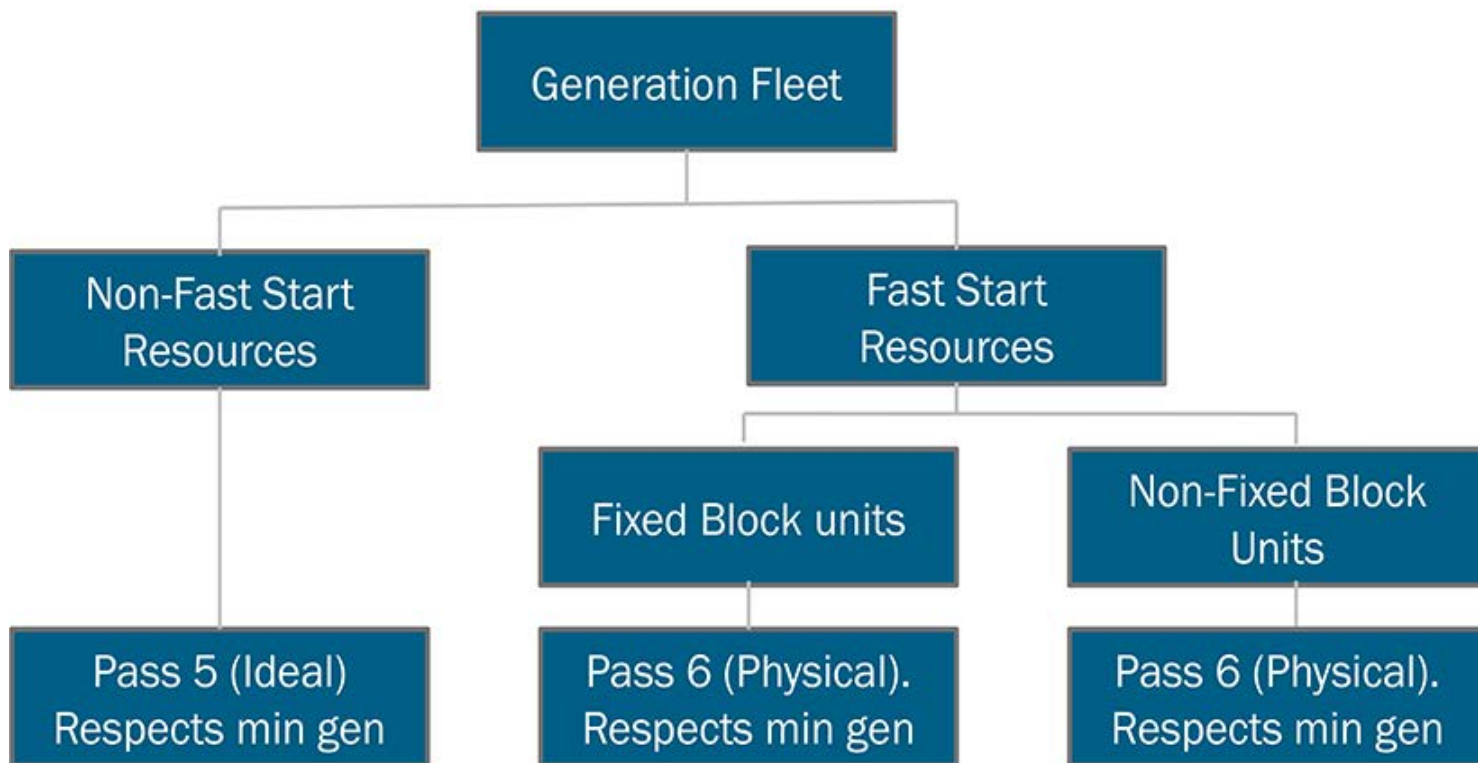 Generation Fleet
Non-Fast Start
Resources
Fast Start
Resources
Fixed Block units
Non-Fixed Block
Units
Pass 5 (Ideal)
Respects min gen
Pass 6 (Physical).
Respects min gen
Pass 6 (Physical).
Respects min gen